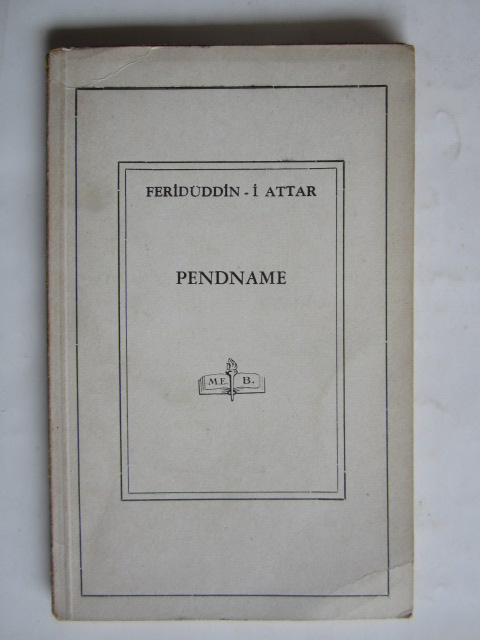 FERİDÜDDİN - İ ATTAR
PENDNAME
M.E. B.